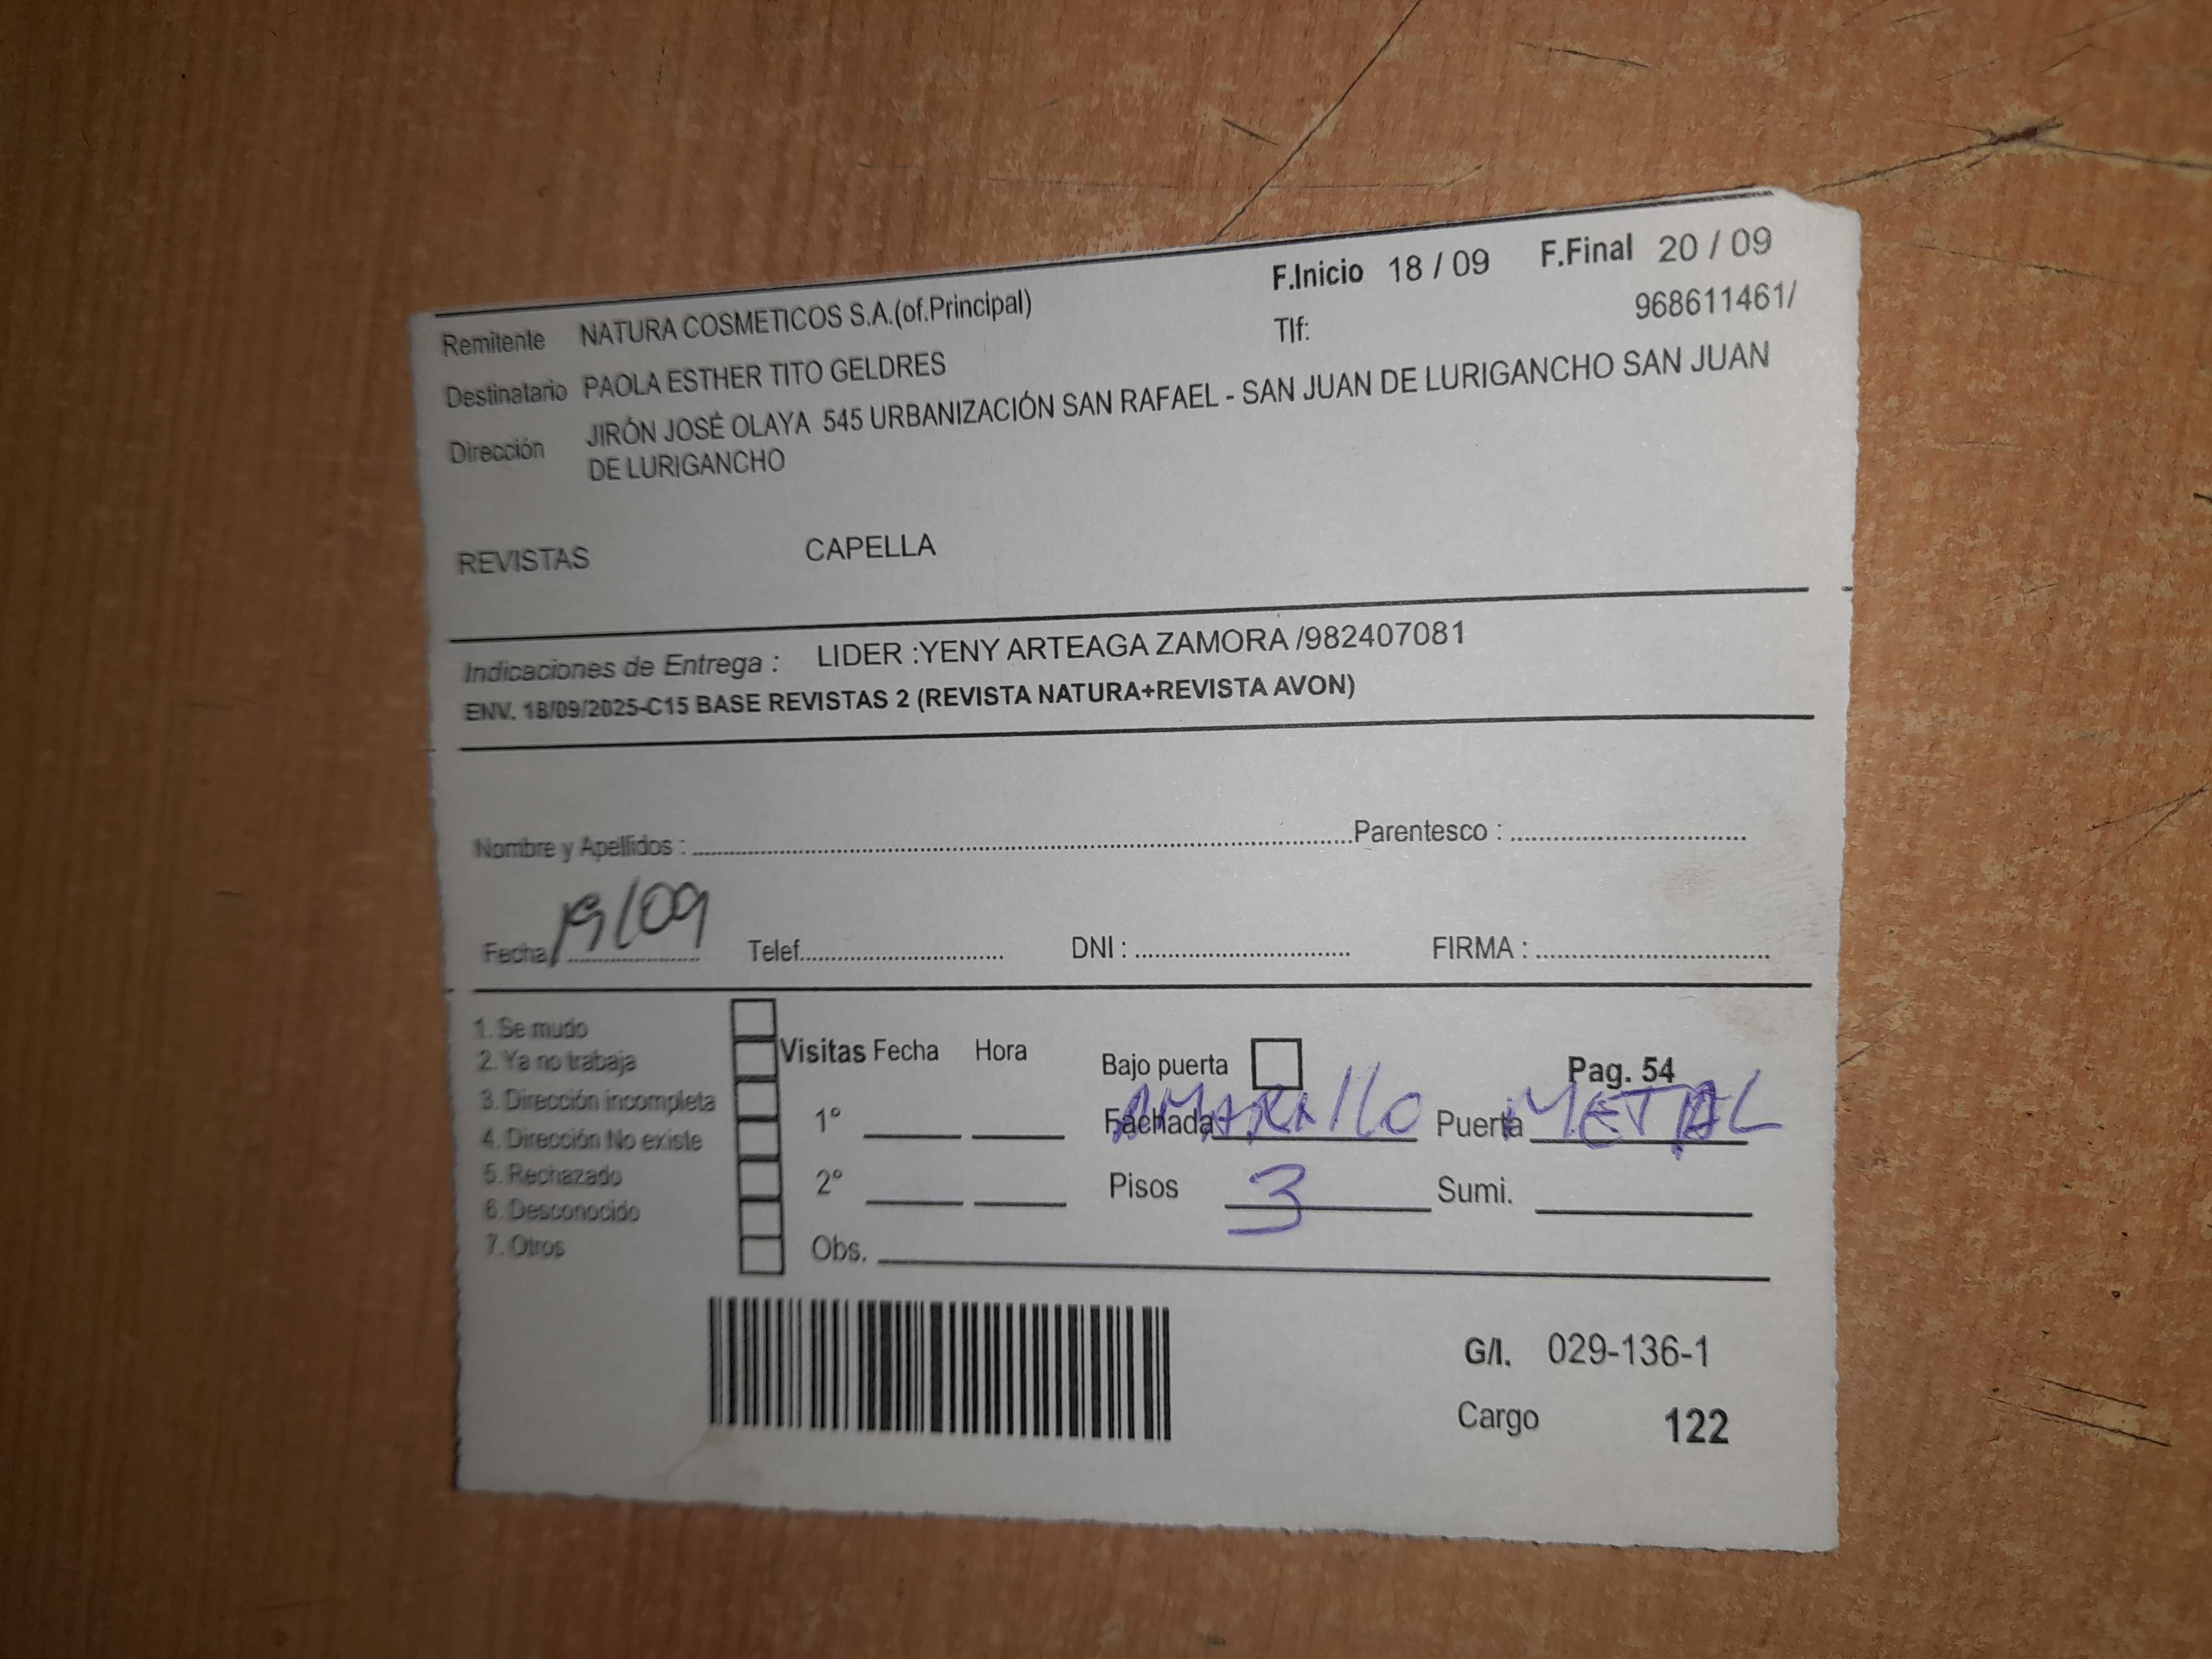 F.Inicio 18 / 09 F.Final 20 / 09
Remitente NATURA COSMETICOS S.A.(of.Principal) Tlf: 968611461/
Destinatario PAOLA ESTHER TITO GELDRES
Dirección JIRÓN JOSÉ OLAYA 545 URBANIZACIÓN SAN RAFAEL - SAN JUAN DE LURIGANCHO SAN JUAN
DE LURIGANCHO
REVISTAS CAPELLA
Indicaciones de Entrega : LIDER :YENY ARTEAGA ZAMORA /982407081
ENV. 18/09/2025-C15 BASE REVISTAS 2 (REVISTA NATURA+REVISTA AVON)
Nombre y Apellidos : Parentesco :
Fecha 19/09 Telef. DNI : FIRMA :
1. Se mudo
2. Ya no trabaja
3. Dirección incompleta
4. Dirección No existe
5. Rechazado
6. Desconocido
7. Otros
Visitas Fecha Hora
1°
2°
Obs.
Bajo puerta Pag. 54
Fachada AMARILLO Puerta METAL
Pisos 3 Sumi.
G/I. 029-136-1
Cargo 122